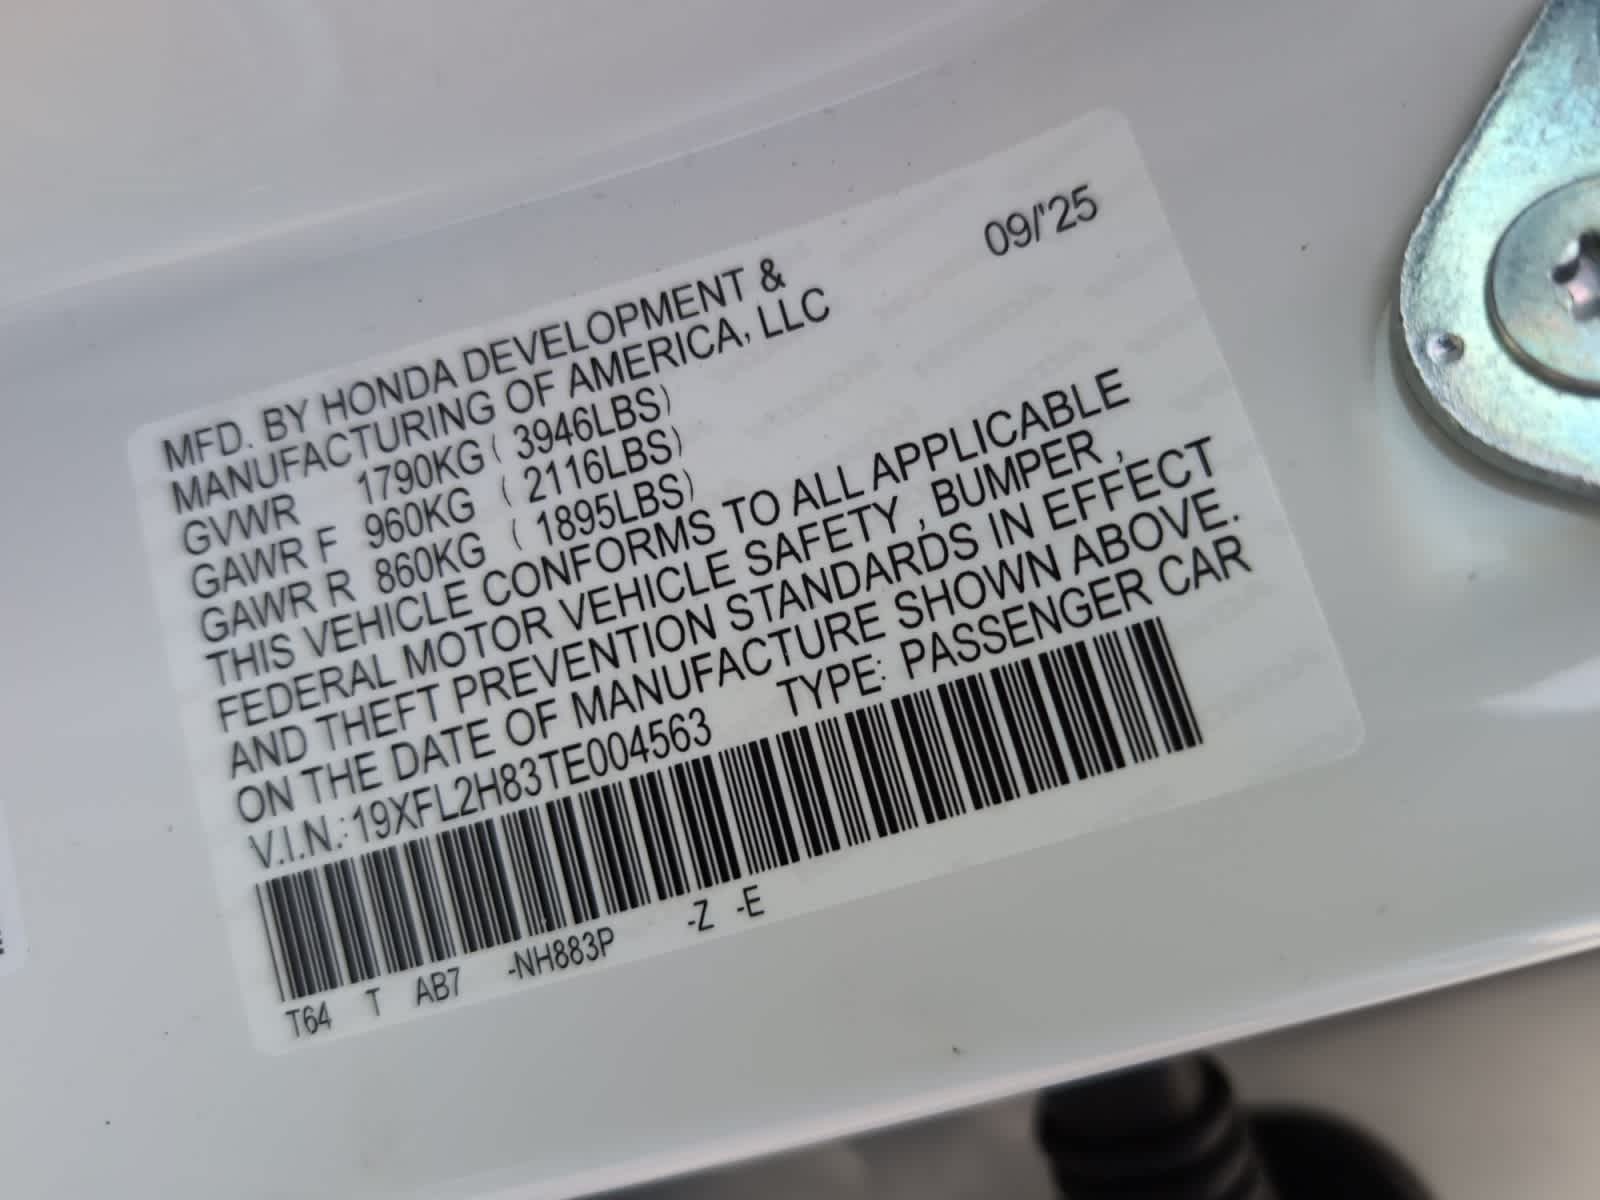 09/'25
MFD. BY HONDA DEVELOPMENT &
MANUFACTURING OF AMERICA, LLC
GVWR 1790KG ( 3946LBS)
GAWR F 960KG ( 2116LBS)
GAWR R 860KG ( 1895LBS)
THIS VEHICLE CONFORMS TO ALL APPLICABLE
FEDERAL MOTOR VEHICLE SAFETY , BUMPER ,
AND THEFT PREVENTION STANDARDS IN EFFECT
ON THE DATE OF MANUFACTURE SHOWN ABOVE.
V.I.N.: 19XFL2H83TE004563 TYPE: PASSENGER CAR
T64 T AB7 -NH883P -Z -E